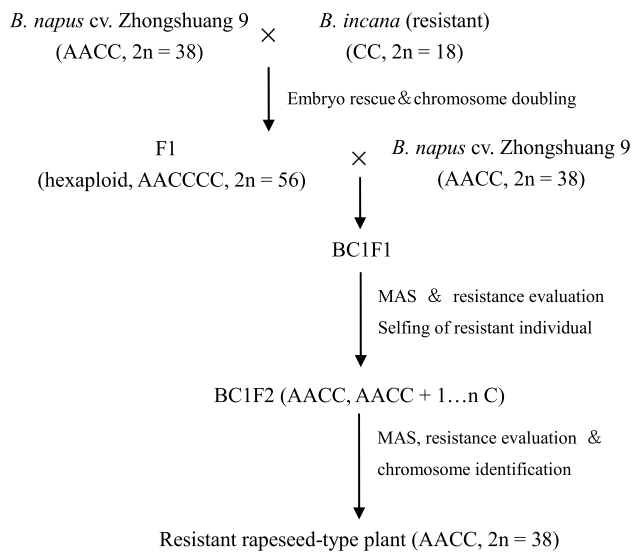 B. napus cv. Zhongshuang 9 × B. incana (resistant)
(AACC, 2n = 38) (CC, 2n = 18)
Embryo rescue & chromosome doubling
F1 × B. napus cv. Zhongshuang 9
(hexaploid, AACCCC, 2n = 56) (AACC, 2n = 38)
BC1F1
MAS & resistance evaluation
Selfing of resistant individual
BC1F2 (AACC, AACC + 1…n C)
MAS, resistance evaluation &
chromosome identification
Resistant rapeseed-type plant (AACC, 2n = 38)